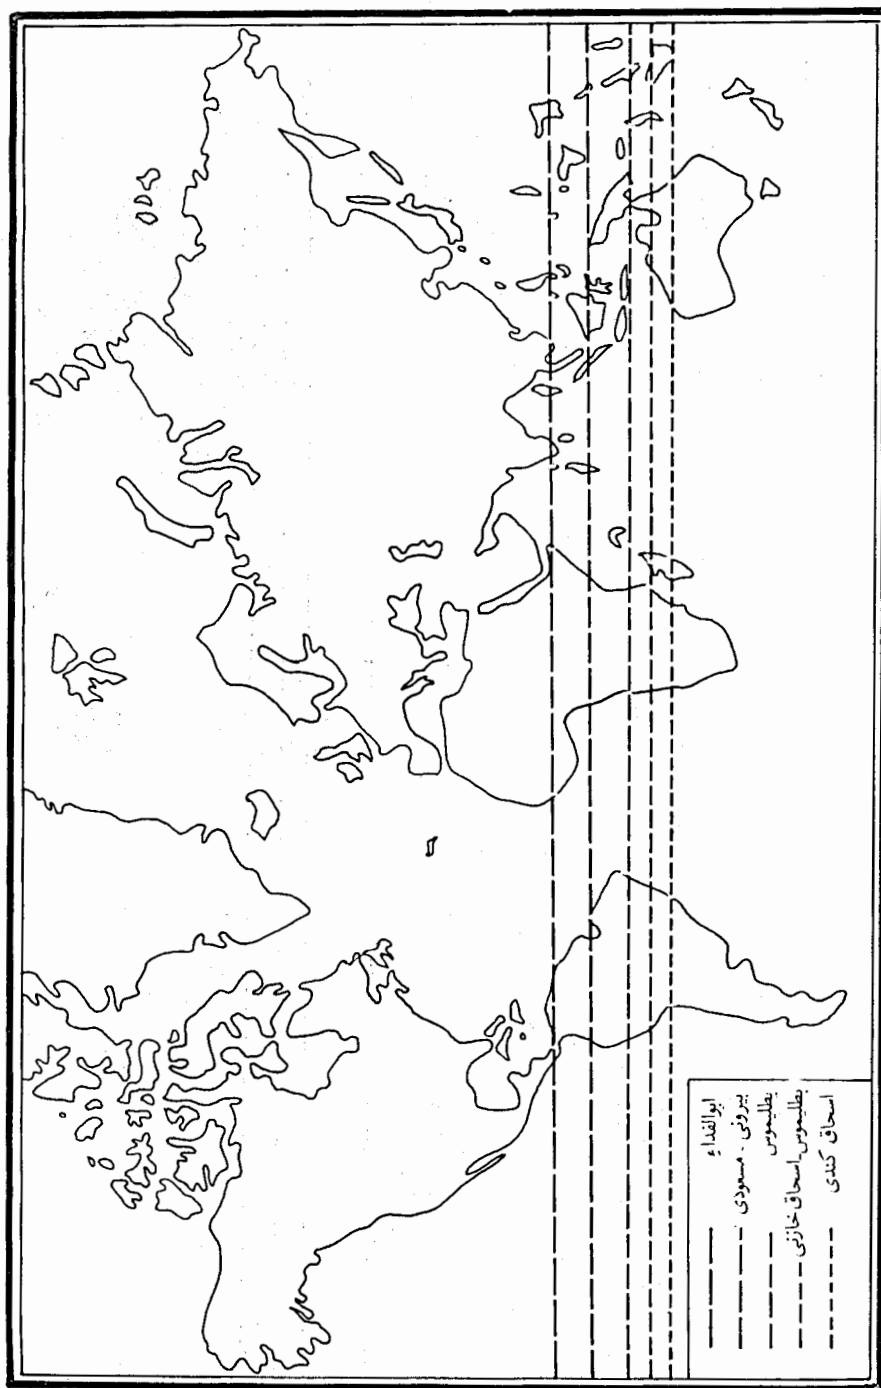 ابوالفداء
بیرونی - مسعودی
بطلیموس
بطلیموس - اسحاق خازنی
اسحاق کندی